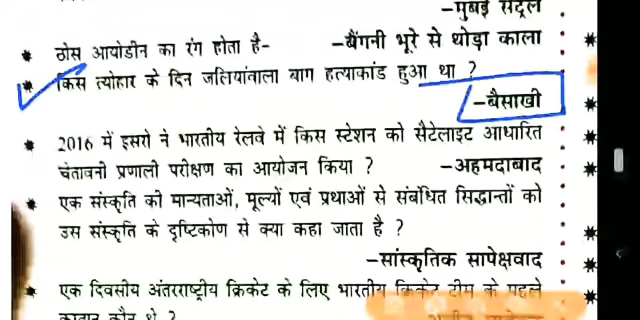 –मुंबई सेंट्रल
* ठोस आयोडीन का रंग होता है- –बैंगनी भूरे से थोड़ा काला
* किस त्योहार के दिन जलियांवाला बाग हत्याकांड हुआ था ?
–बैसाखी
* 2016 में इसरो ने भारतीय रेलवे में किस स्टेशन को सैटेलाइट आधारित
चेतावनी प्रणाली परीक्षण का आयोजन किया ? –अहमदाबाद
* एक संस्कृति को मान्यताओं, मूल्यों एवं प्रथाओं से संबंधित सिद्धान्तों को
उस संस्कृति के दृष्टिकोण से क्या कहा जाता है ?
–सांस्कृतिक सापेक्षवाद
* एक दिवसीय अंतरराष्ट्रीय क्रिकेट के लिए भारतीय क्रिकेट टीम के पहले
कप्तान कौन थे ?